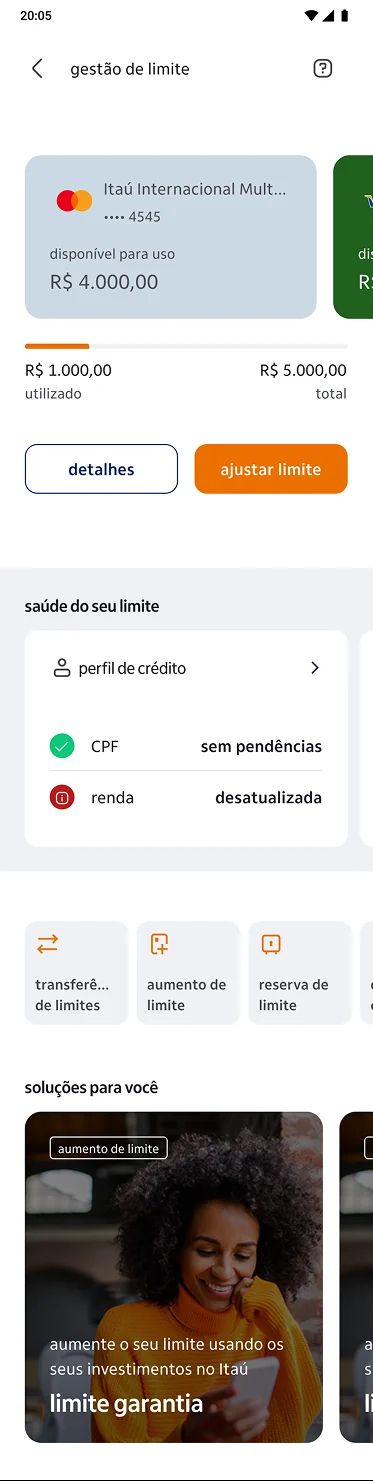 20:05
gestão de limite
Itaú Internacional Mult...
•••• 4545
disponível para uso
R$ 4.000,00
R$ 1.000,00
R$ 5.000,00
utilizado
total
detalhes
ajustar limite
saúde do seu limite
perfil de crédito
CPF
sem pendências
renda
desatualizada
transferê...
de limites
aumento de
limite
reserva de
limite
soluções para você
aumento de limite
aumente o seu limite usando os
seus investimentos no Itaú
limite garantia